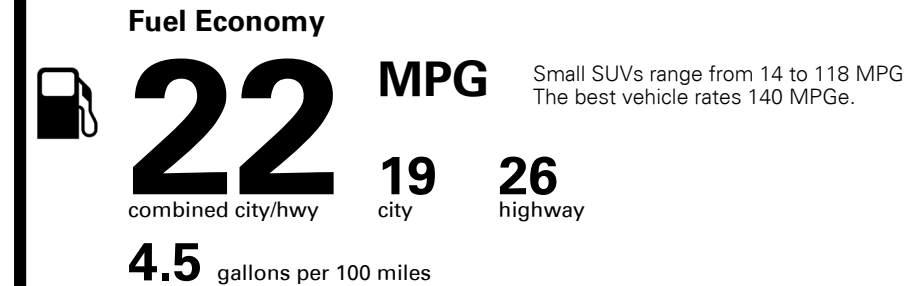 Fuel Economy
22 MPG
Small SUVs range from 14 to 118 MPG
The best vehicle rates 140 MPGe.
combined city/hwy
19 city
26 highway
4.5 gallons per 100 miles